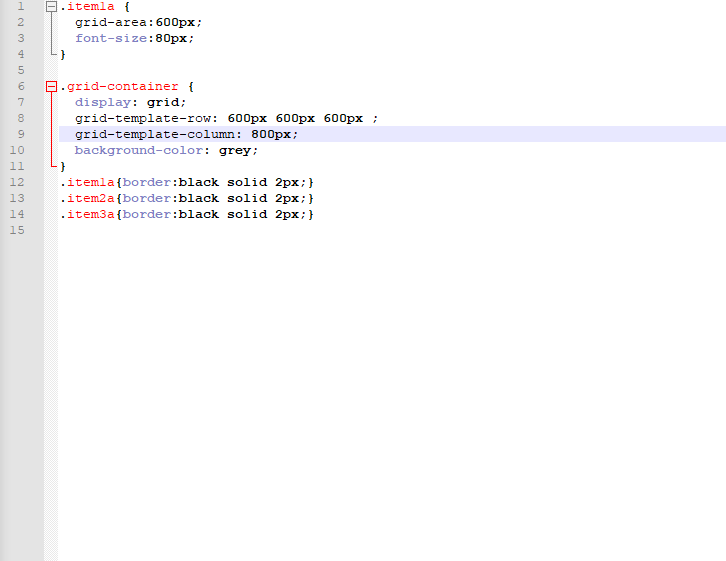 1 .item1a {
2 grid-area:600px;
3 font-size:80px;
4 }
5
6 .grid-container {
7 display: grid;
8 grid-template-row: 600px 600px 600px ;
9 grid-template-column: 800px;
10 background-color: grey;
11 }
12 .item1a{border:black solid 2px;}
13 .item2a{border:black solid 2px;}
14 .item3a{border:black solid 2px;}
15